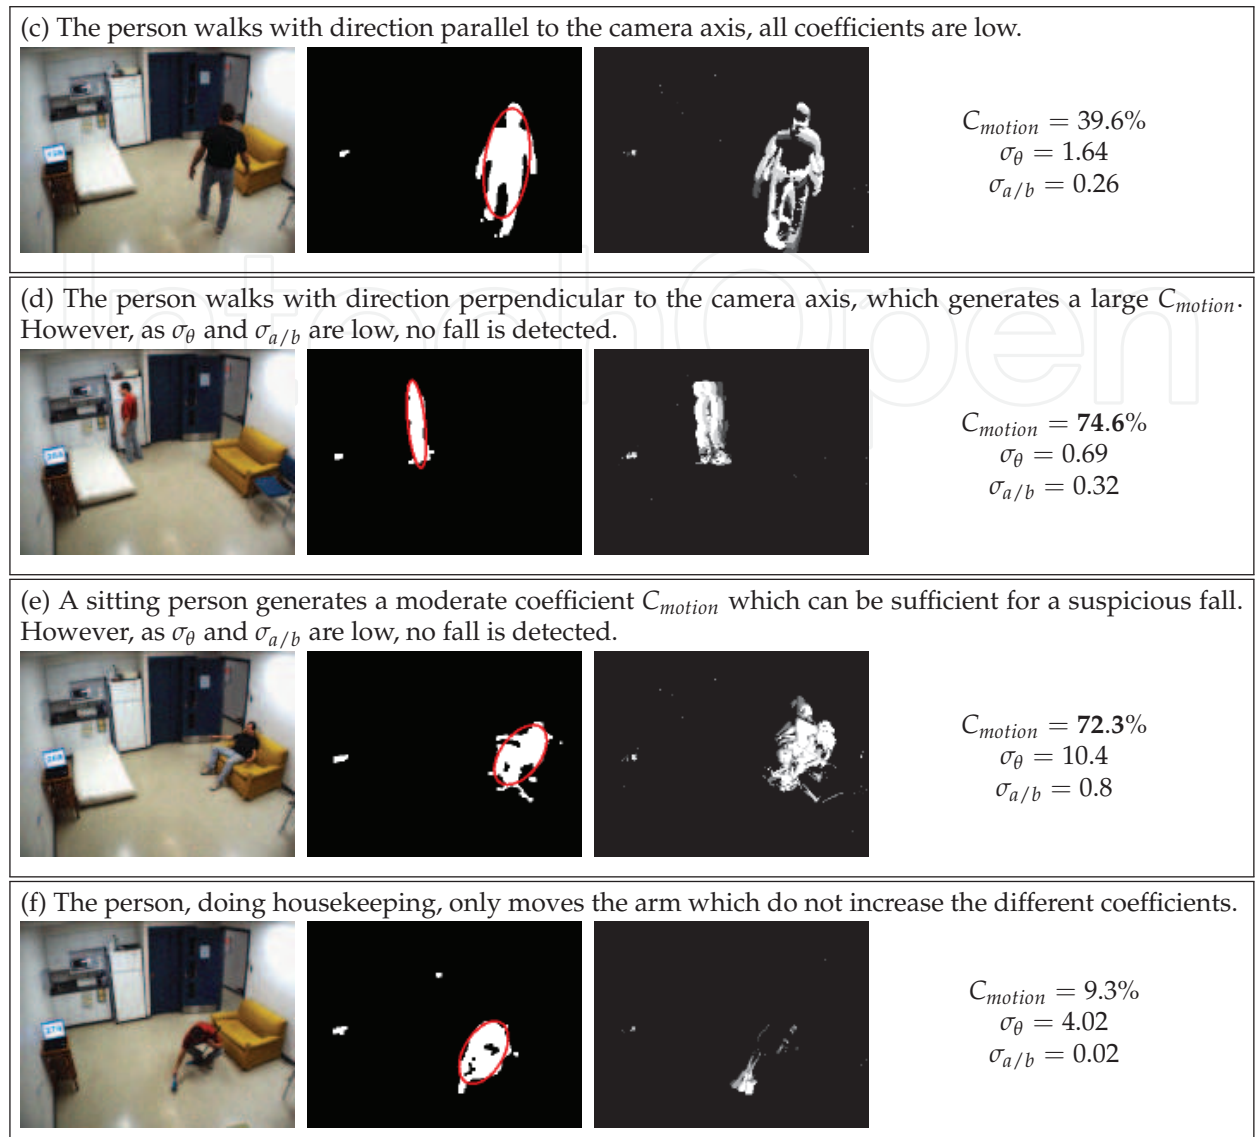 (c) The person walks with direction parallel to the camera axis, all coefficients are low.
C_motion = 39.6%
σ_θ = 1.64
σ_a/b = 0.26
(d) The person walks with direction perpendicular to the camera axis, which generates a large C_motion.
However, as σ_θ and σ_a/b are low, no fall is detected.
C_motion = 74.6%
σ_θ = 0.69
σ_a/b = 0.32
(e) A sitting person generates a moderate coefficient C_motion which can be sufficient for a suspicious fall.
However, as σ_θ and σ_a/b are low, no fall is detected.
C_motion = 72.3%
σ_θ = 10.4
σ_a/b = 0.8
(f) The person, doing housekeeping, only moves the arm which do not increase the different coefficients.
C_motion = 9.3%
σ_θ = 4.02
σ_a/b = 0.02
IntechOpen